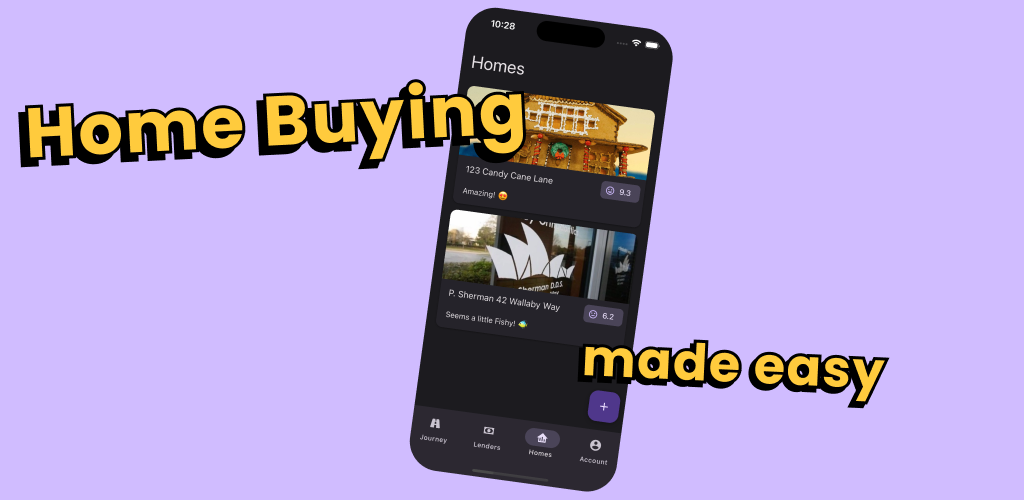 10:28
Homes
Home Buying
123 Candy Cane Lane
9.3
Amazing! 😍
Sherman D.D.S.
P. Sherman 42 Wallaby Way
6.2
Seems a little Fishy! 🐠
made easy
+
Journey
Lenders
Homes
Account